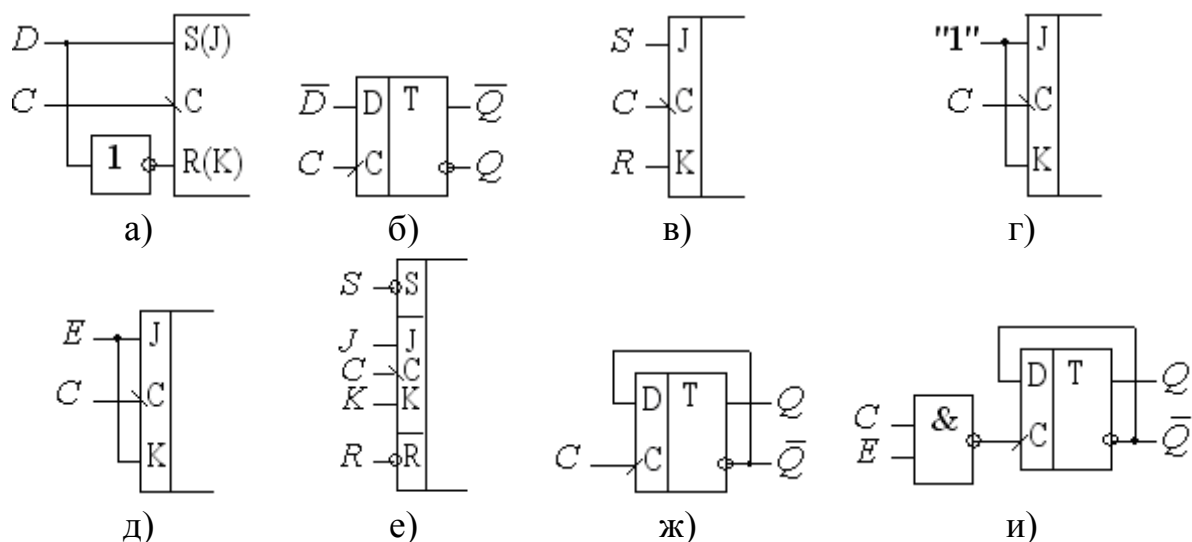 D S(J)
C C
1 R(K)
а)
D̅ D T Q̅
C C Q
б)
S J
C C
R K
в)
"1" J
C C
K
г)
E J
C C
K
д)
S S
J J
C C
K K
R R
е)
D T Q
C C Q̅
ж)
D T Q
C & C Q̅
E
и)